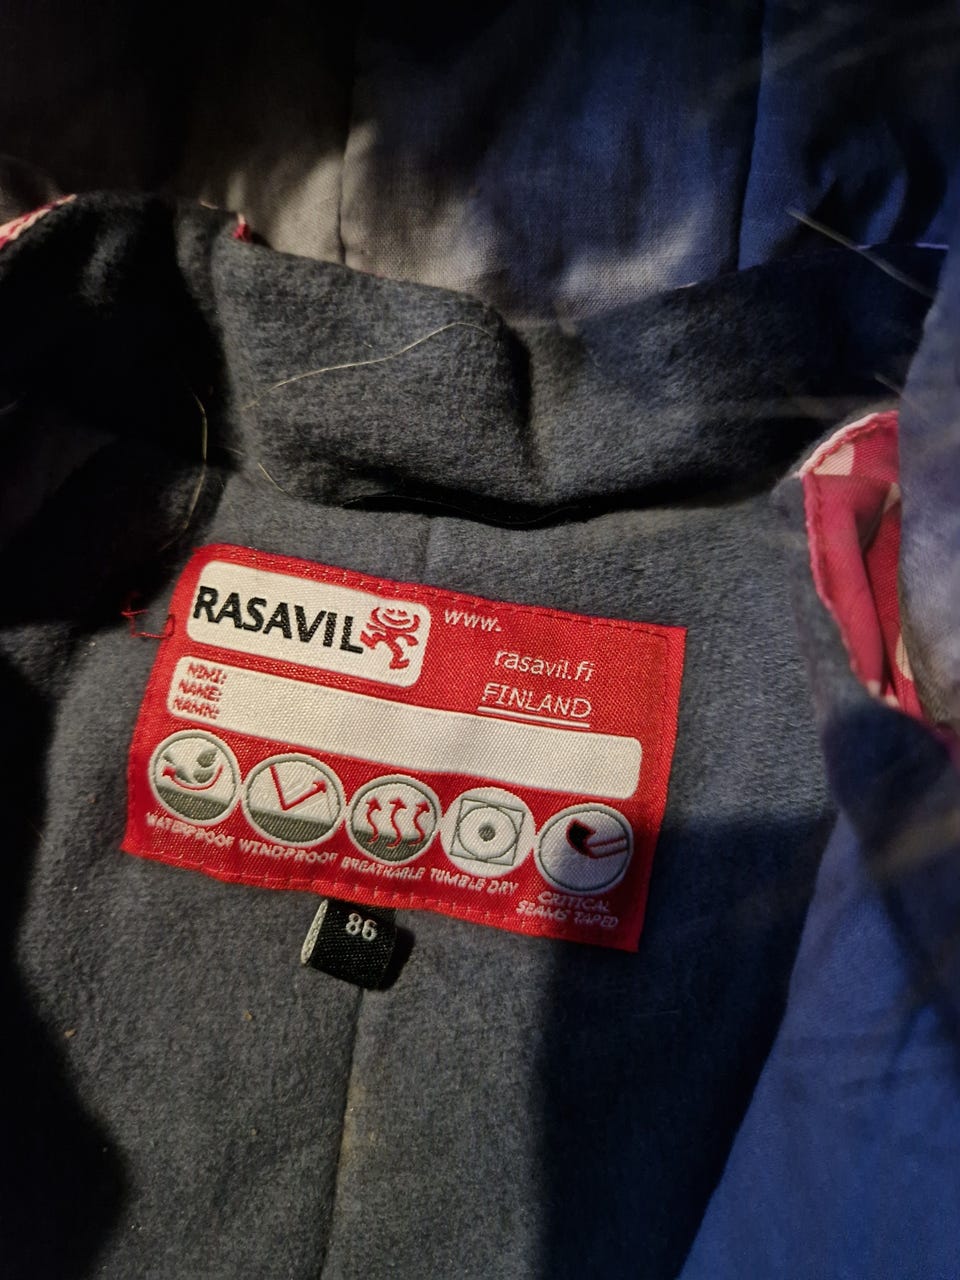 RASAVIL
www.
rasavil.fi
FINLAND
NIMI:
NAME:
NAMN:
WATERPROOF
WINDPROOF
BREATHABLE
TUMBLE DRY
CRITICAL
SEAMS TAPED
86